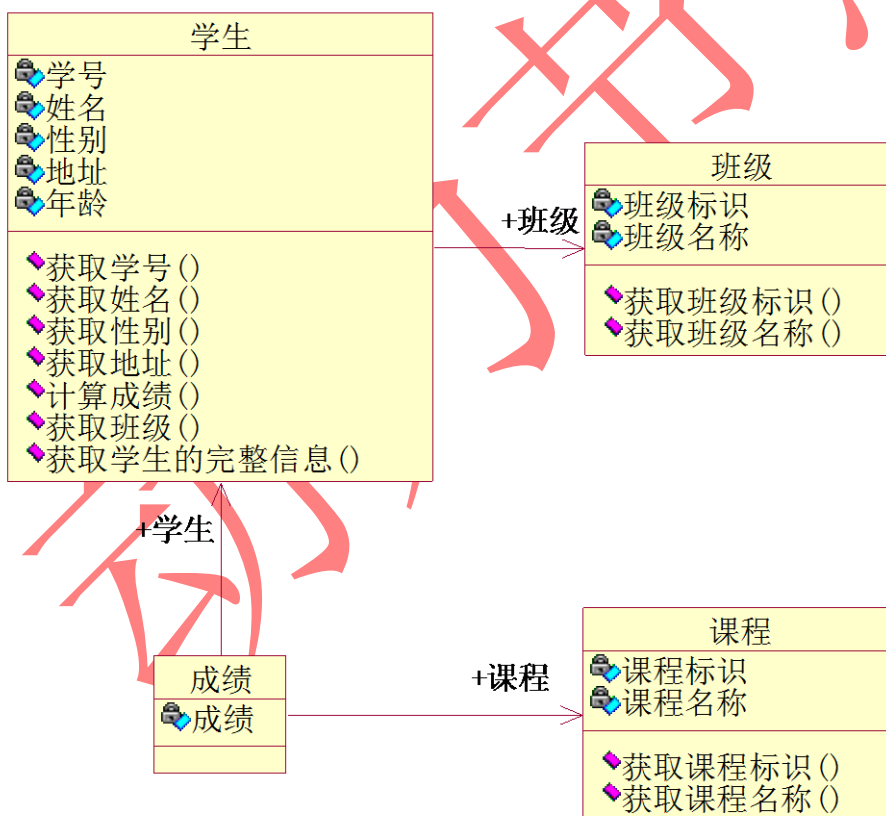 学生
学号
姓名
性别
地址
年龄
获取学号()
获取姓名()
获取性别()
获取地址()
计算成绩()
获取班级()
获取学生的完整信息()
+班级
班级
班级标识
班级名称
获取班级标识()
获取班级名称()
+学生
成绩
成绩
+课程
课程
课程标识
课程名称
获取课程标识()
获取课程名称()